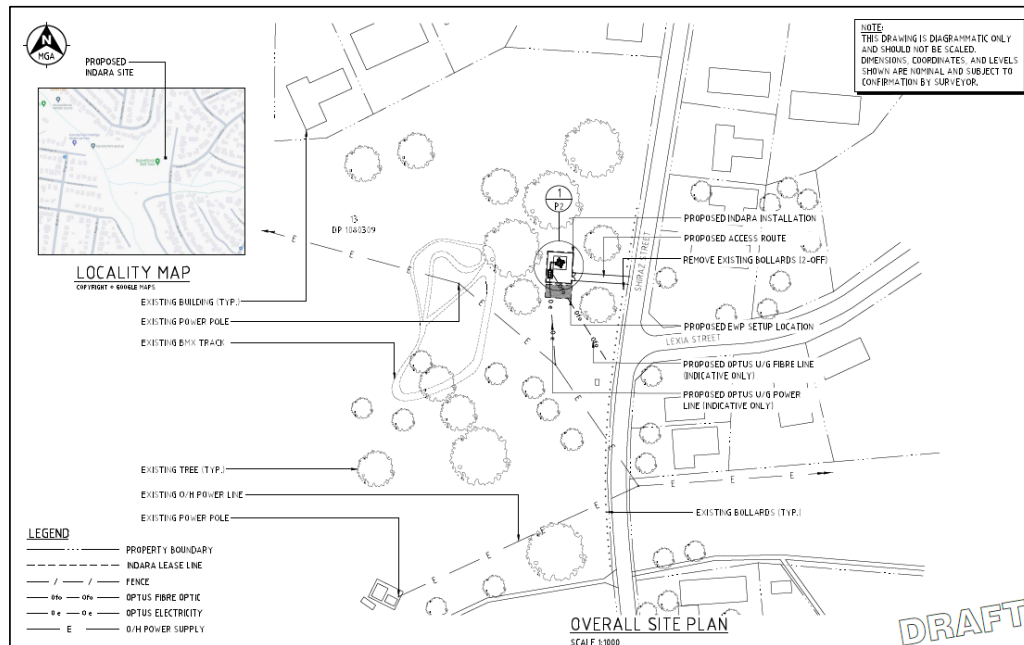 N
MGA
PROPOSED
INDARA SITE
LOCALITY MAP
COPYRIGHT © GOOGLE MAPS
NOTE:
THIS DRAWING IS DIAGRAMMATIC ONLY
AND SHOULD NOT BE SCALED.
DIMENSIONS, COORDINATES, AND LEVELS
SHOWN ARE NOMINAL AND SUBJECT TO
CONFIRMATION BY SURVEYOR.
1
P2
13
DP 1040309
E
E
E
E
E
E
E
E
E
E
E
SHIRAZ STREET
LEXIA STREET
PROPOSED INDARA INSTALLATION
PROPOSED ACCESS ROUTE
REMOVE EXISTING BOLLARDS (2-OFF)
PROPOSED EWP SETUP LOCATION
PROPOSED OPTUS U/G FIBRE LINE
(INDICATIVE ONLY)
PROPOSED OPTUS U/G POWER
LINE (INDICATIVE ONLY)
EXISTING BOLLARDS (TYP.)
EXISTING BUILDING (TYP.)
EXISTING POWER POLE
EXISTING BMX TRACK
EXISTING TREE (TYP.)
EXISTING O/H POWER LINE
EXISTING POWER POLE
LEGEND
PROPERTY BOUNDARY
INDARA LEASE LINE
/ / FENCE
Ofo Ofo OPTUS FIBRE OPTIC
O e O e OPTUS ELECTRICITY
E O/H POWER SUPPLY
OVERALL SITE PLAN
SCALE 1:1000
DRAFT